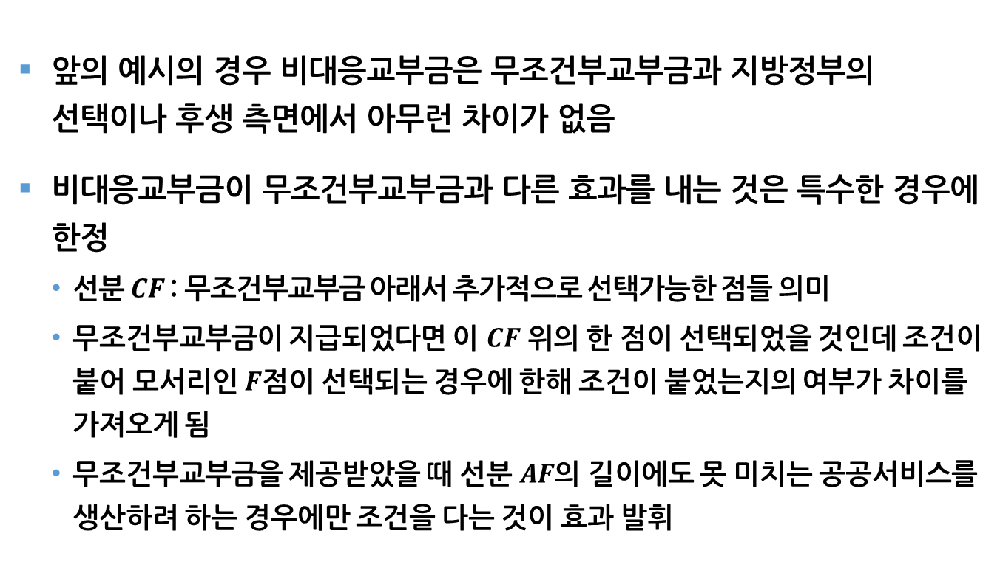 ▪ 앞의 예시의 경우 비대응교부금은 무조건부교부금과 지방정부의
선택이나 후생 측면에서 아무런 차이가 없음
▪ 비대응교부금이 무조건부교부금과 다른 효과를 내는 것은 특수한 경우에
한정
• 선분 CF : 무조건부교부금 아래서 추가적으로 선택가능한 점들 의미
• 무조건부교부금이 지급되었다면 이 CF 위의 한 점이 선택되었을 것인데 조건이
붙어 모서리인 F점이 선택되는 경우에 한해 조건이 붙었는지의 여부가 차이를
가져오게 됨
• 무조건부교부금을 제공받았을 때 선분 AF의 길이에도 못 미치는 공공서비스를
생산하려 하는 경우에만 조건을 다는 것이 효과 발휘